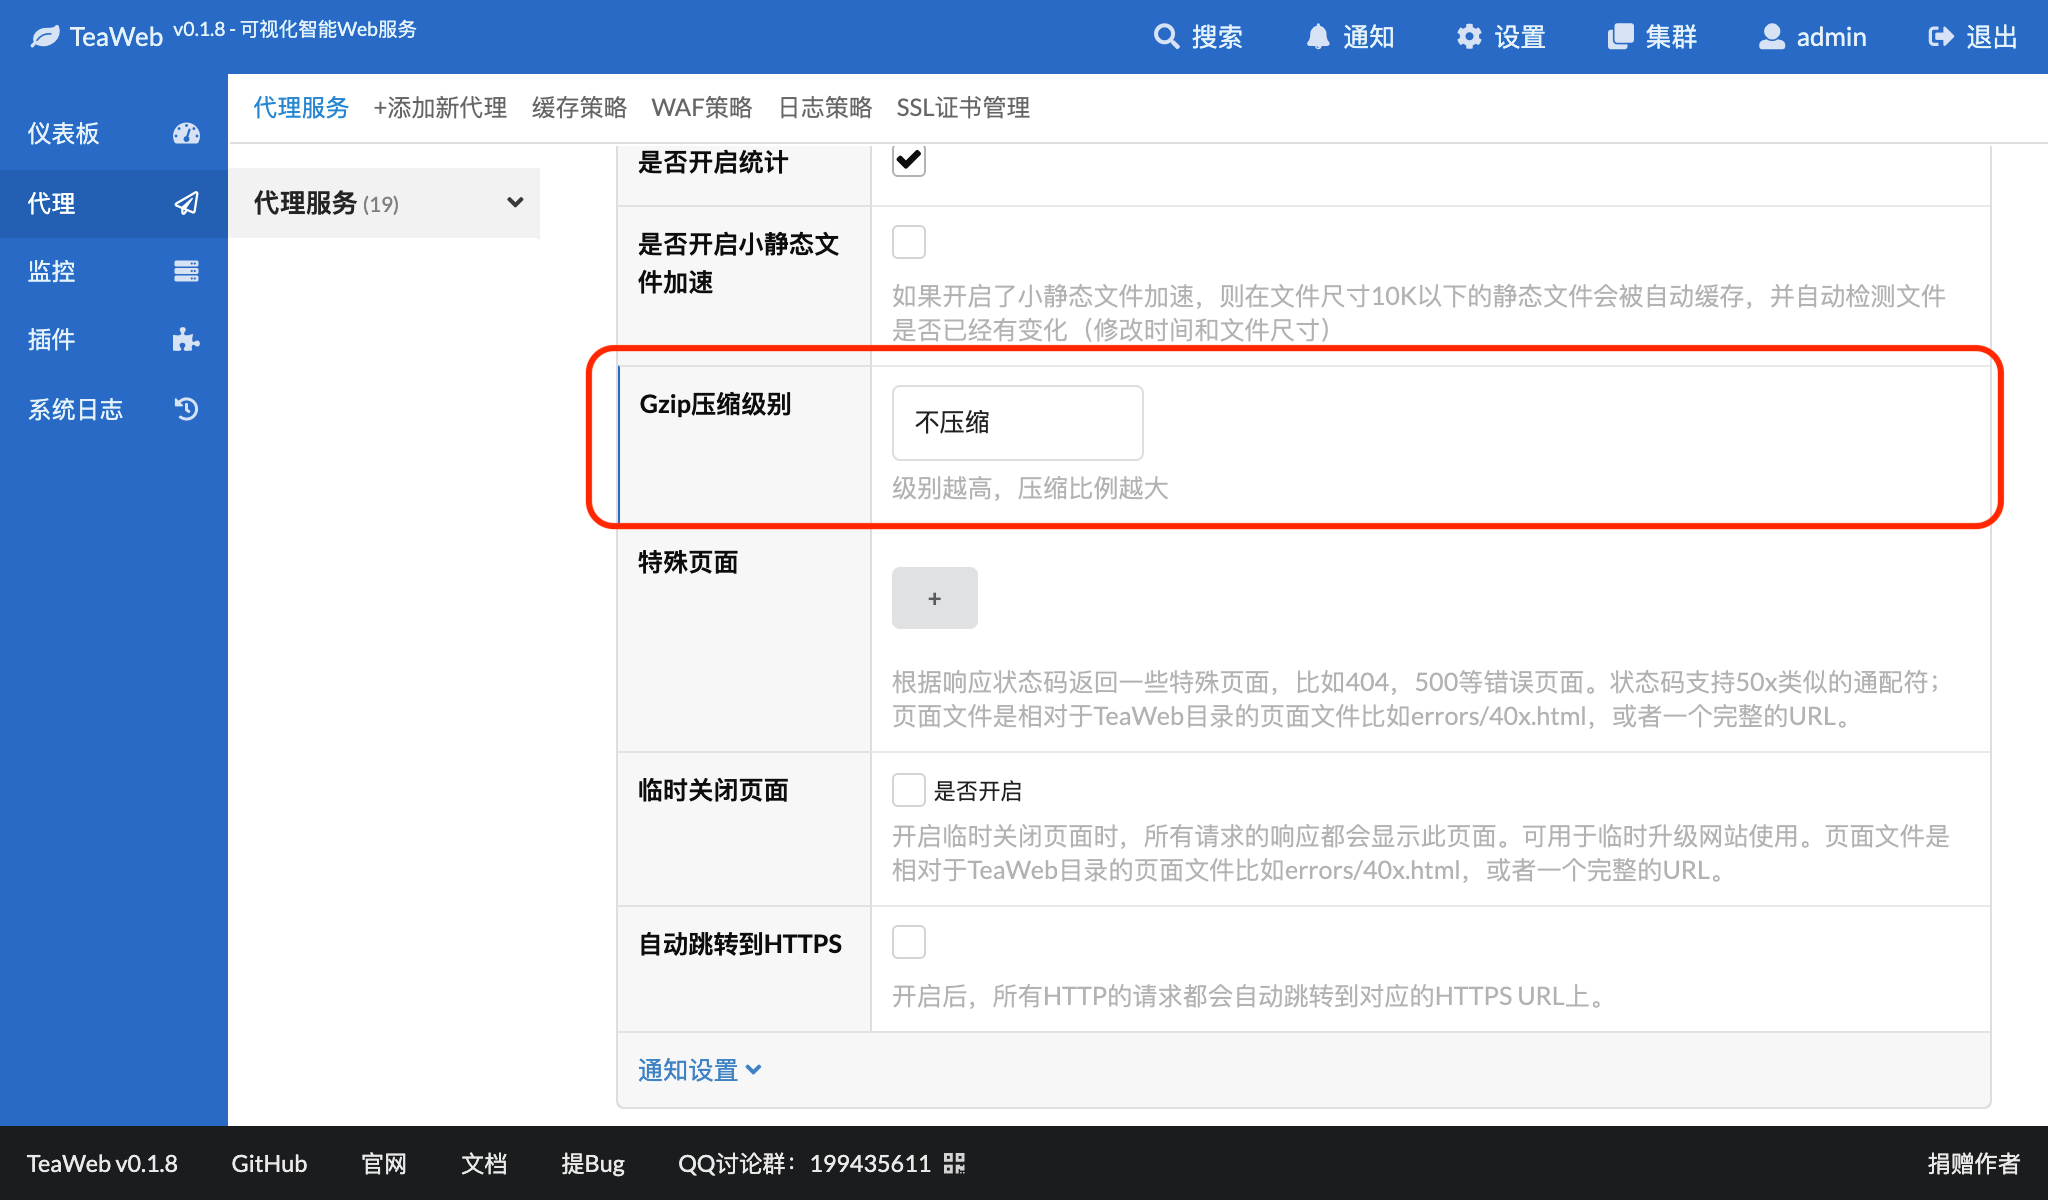 TeaWeb v0.1.8 - 可视化智能Web服务
搜索
通知
设置
集群
admin
退出
仪表板
代理
监控
插件
系统日志
代理服务 +添加新代理 缓存策略 WAF策略 日志策略 SSL证书管理
代理服务 (19)
是否开启统计
是否开启小静态文
件加速
如果开启了小静态文件加速，则在文件尺寸10K以下的静态文件会被自动缓存，并自动检测文件
是否已经有变化（修改时间和文件尺寸）
Gzip压缩级别
不压缩
级别越高，压缩比例越大
特殊页面
+
根据响应状态码返回一些特殊页面，比如404，500等错误页面。状态码支持50x类似的通配符；
页面文件是相对于TeaWeb目录的页面文件比如errors/40x.html，或者一个完整的URL。
临时关闭页面
是否开启
开启临时关闭页面时，所有请求的响应都会显示此页面。可用于临时升级网站使用。页面文件是
相对于TeaWeb目录的页面文件比如errors/40x.html，或者一个完整的URL。
自动跳转到HTTPS
开启后，所有HTTP的请求都会自动跳转到对应的HTTPS URL上。
通知设置
TeaWeb v0.1.8 GitHub 官网 文档 提Bug QQ讨论群：199435611 捐赠作者